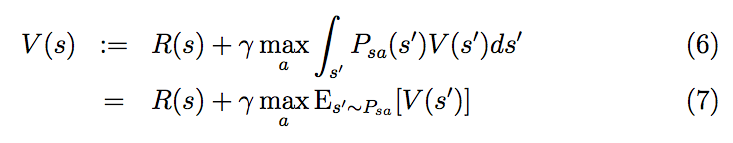 V(s) := R(s) + γ max_a ∫_{s′} P_{sa}(s′)V(s′)ds′ (6)
= R(s) + γ max_a E_{s′∼P_{sa}}[V(s′)] (7)